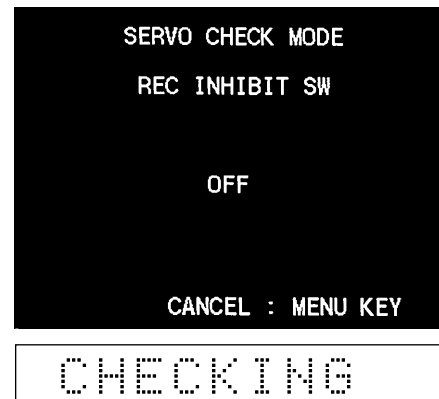 SERVO CHECK MODE
REC INHIBIT SW
OFF
CANCEL : MENU KEY
CHECKING